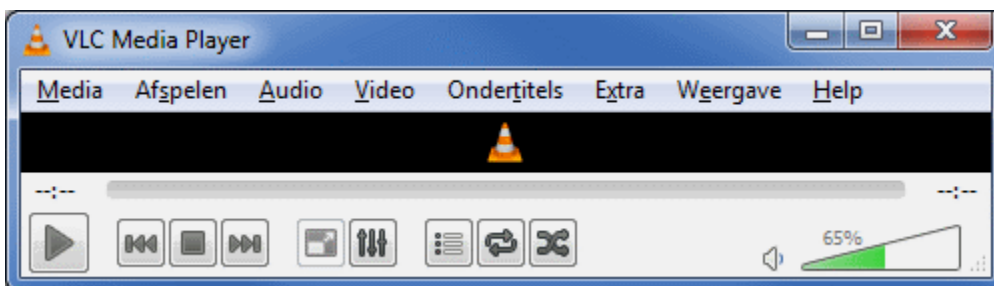 VLC Media Player
Media Afspelen Audio Video Ondertitels Extra Weergave Help
--:-- --:--
65%